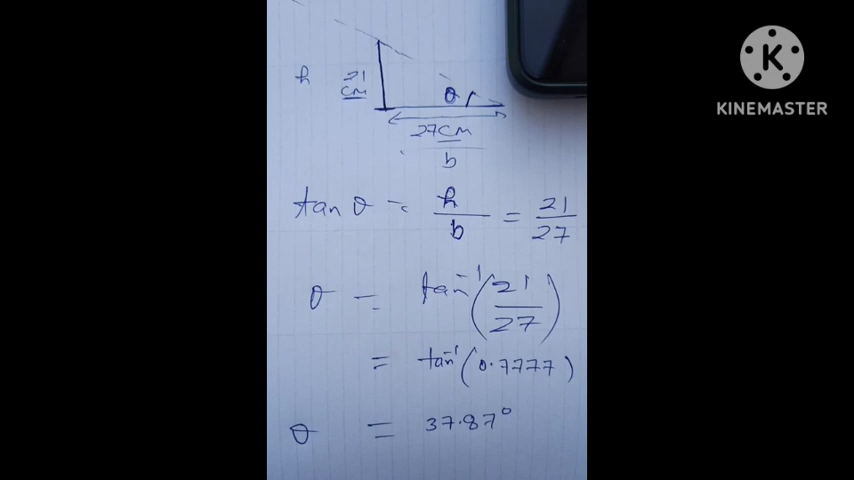 h 21
CM
θ
27CM
b
tan θ = h/b = 21/27
θ = tan⁻¹(21/27)
= tan⁻¹(0.7777)
θ = 37.87°
K
KINEMASTER